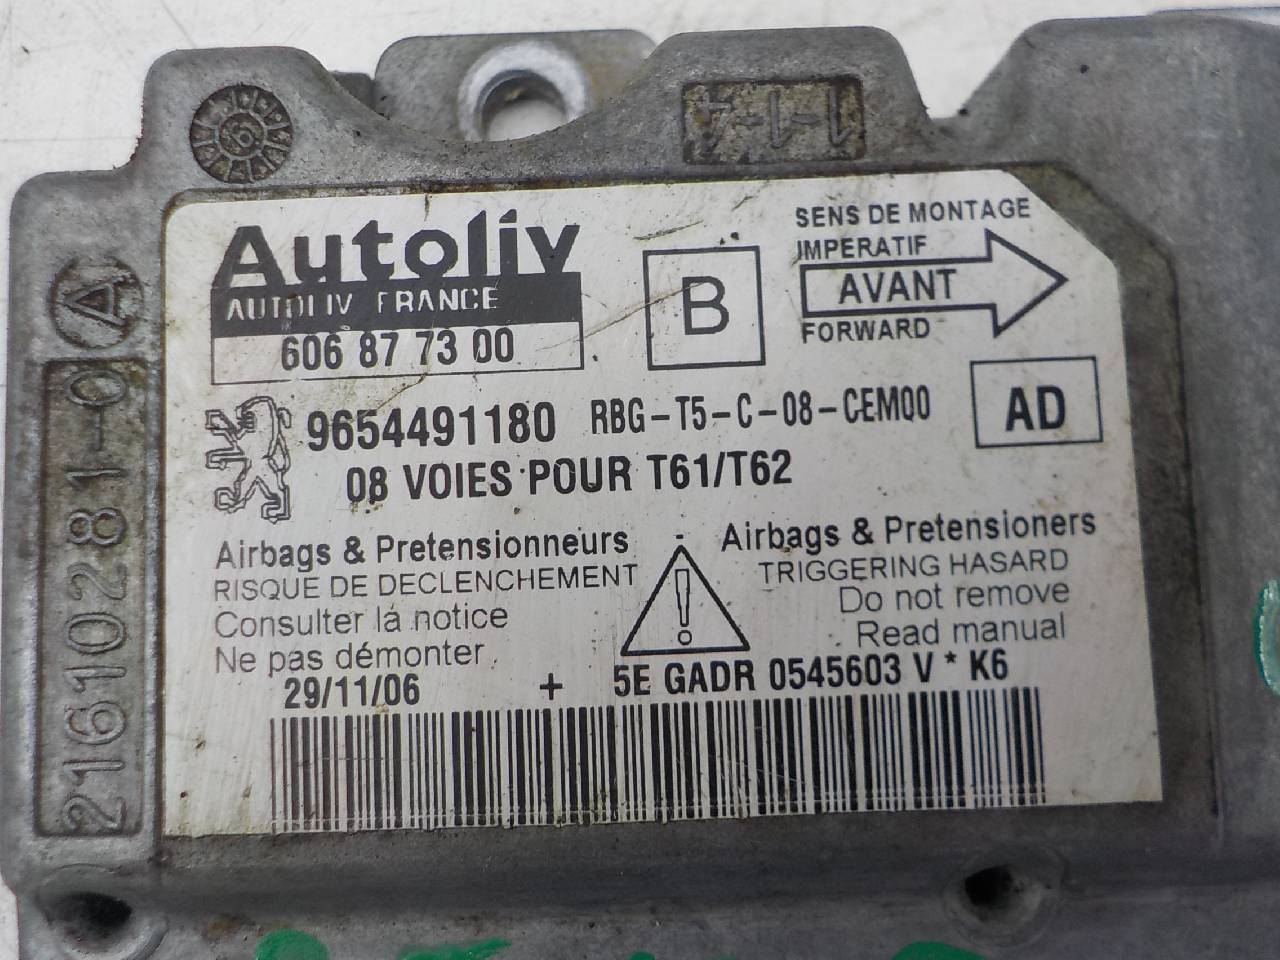 1-1-4
Autoliv
AUTOLIV FRANCE
606 87 73 00
B
SENS DE MONTAGE
IMPERATIF
AVANT
FORWARD
9654491180 RBG-T5-C-08-CEM00
AD
08 VOIES POUR T61/T62
Airbags & Pretensionneurs
RISQUE DE DECLENCHEMENT
Consulter la notice
Ne pas démonter
!
Airbags & Pretensioners
TRIGGERING HASARD
Do not remove
Read manual
29/11/06 + 5E GADR 0545603 V * K6
A
21610281-0